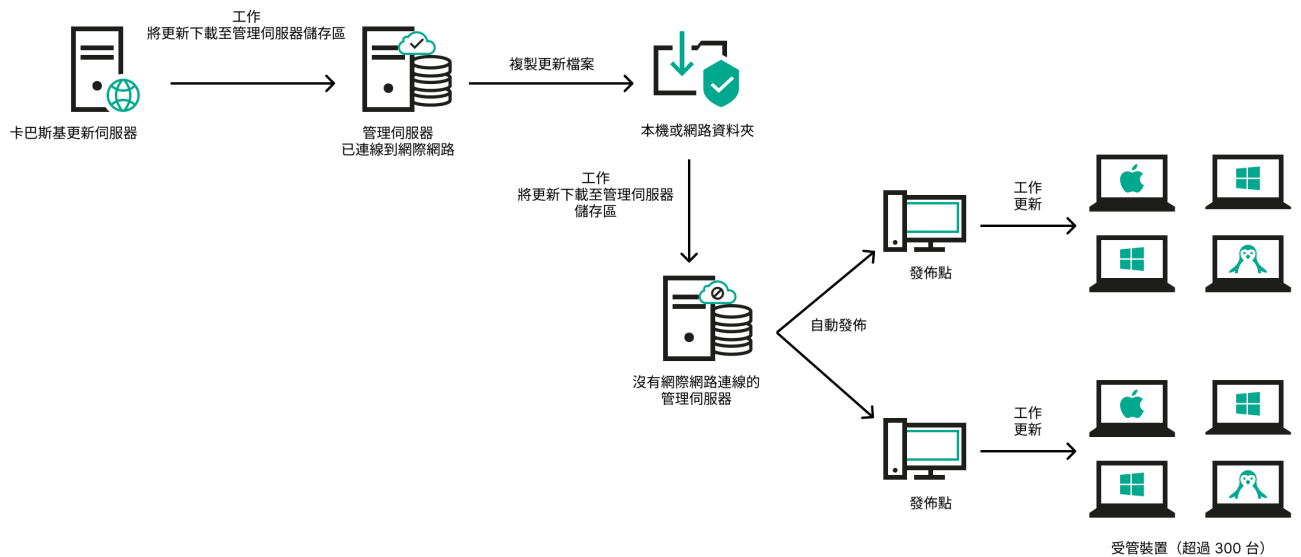 工作
將更新下載至管理伺服器儲存區
卡巴斯基更新伺服器
管理伺服器
已連線到網際網路
複製更新檔案
本機或網路資料夾
工作
將更新下載至管理伺服器
儲存區
沒有網際網路連線的
管理伺服器
自動發佈
發佈點
工作
更新
發佈點
工作
更新
受管裝置（超過 300 台）